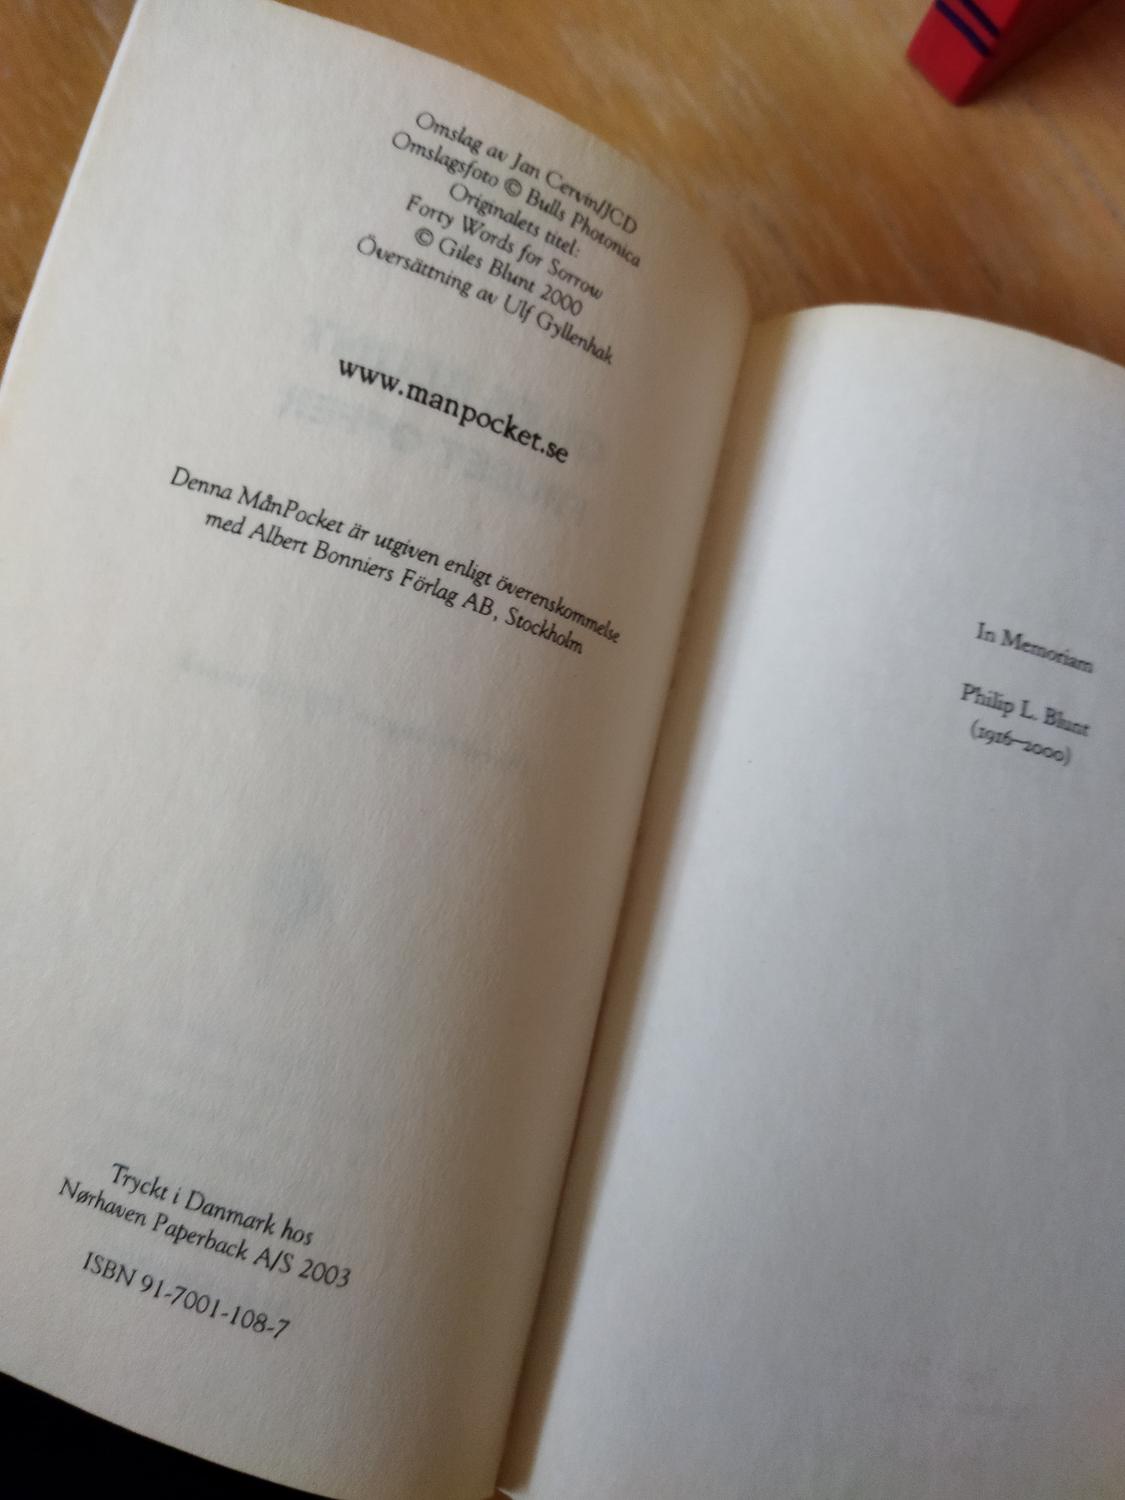 Omslag av Jan Cervin/JCD
Omslagsfoto © Bulls Photonica
Originalets titel:
Forty Words for Sorrow
© Giles Blunt 2000
Översättning av Ulf Gyllenhak
www.manpocket.se
Denna MånPocket är utgiven enligt överenskommelse
med Albert Bonniers Förlag AB, Stockholm
Tryckt i Danmark hos
Nørhaven Paperback A/S 2003
ISBN 91-7001-108-7
In Memoriam
Philip L. Blunt
(1916–2000)